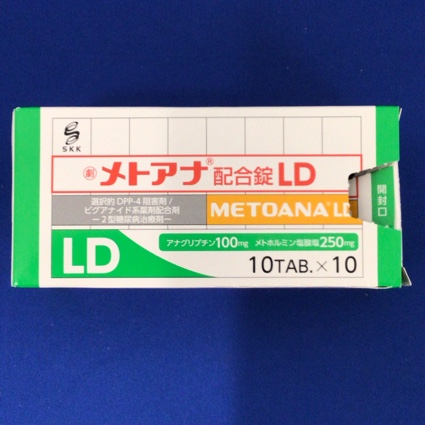 SKK
劇 メトアナ® 配合錠 LD
選択的DPP-4阻害剤/
ビグアナイド系薬剤配合剤
−2型糖尿病治療剤−
METOANA® LD
開封口
LD
アナグリプチン100mg メトホルミン塩酸塩250mg
10TAB.×10